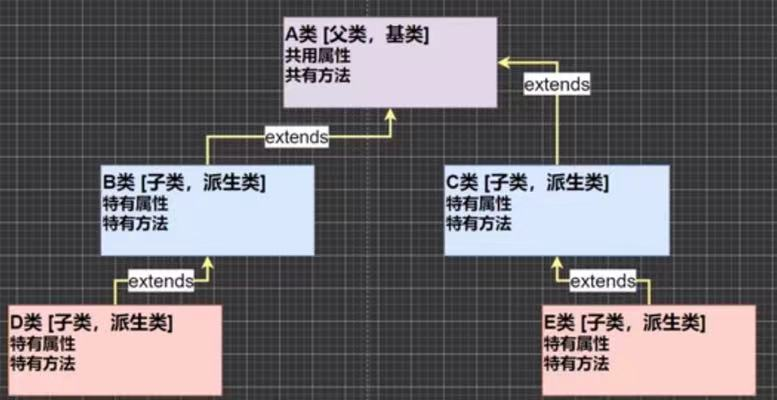 A类 [父类，基类]
共用属性
共有方法
extends
extends
B类 [子类，派生类]
特有属性
特有方法
C类 [子类，派生类]
特有属性
特有方法
extends
extends
D类 [子类，派生类]
特有属性
特有方法
E类 [子类，派生类]
特有属性
特有方法